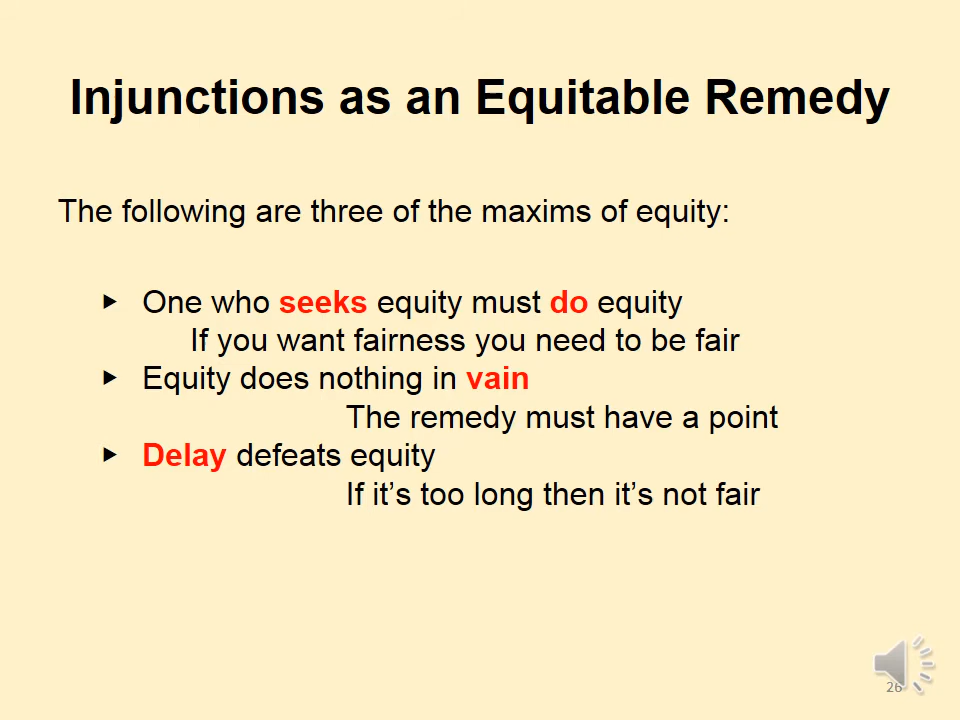 Injunctions as an Equitable Remedy
The following are three of the maxims of equity:
▶ One who seeks equity must do equity
If you want fairness you need to be fair
▶ Equity does nothing in vain
The remedy must have a point
▶ Delay defeats equity
If it’s too long then it’s not fair
26